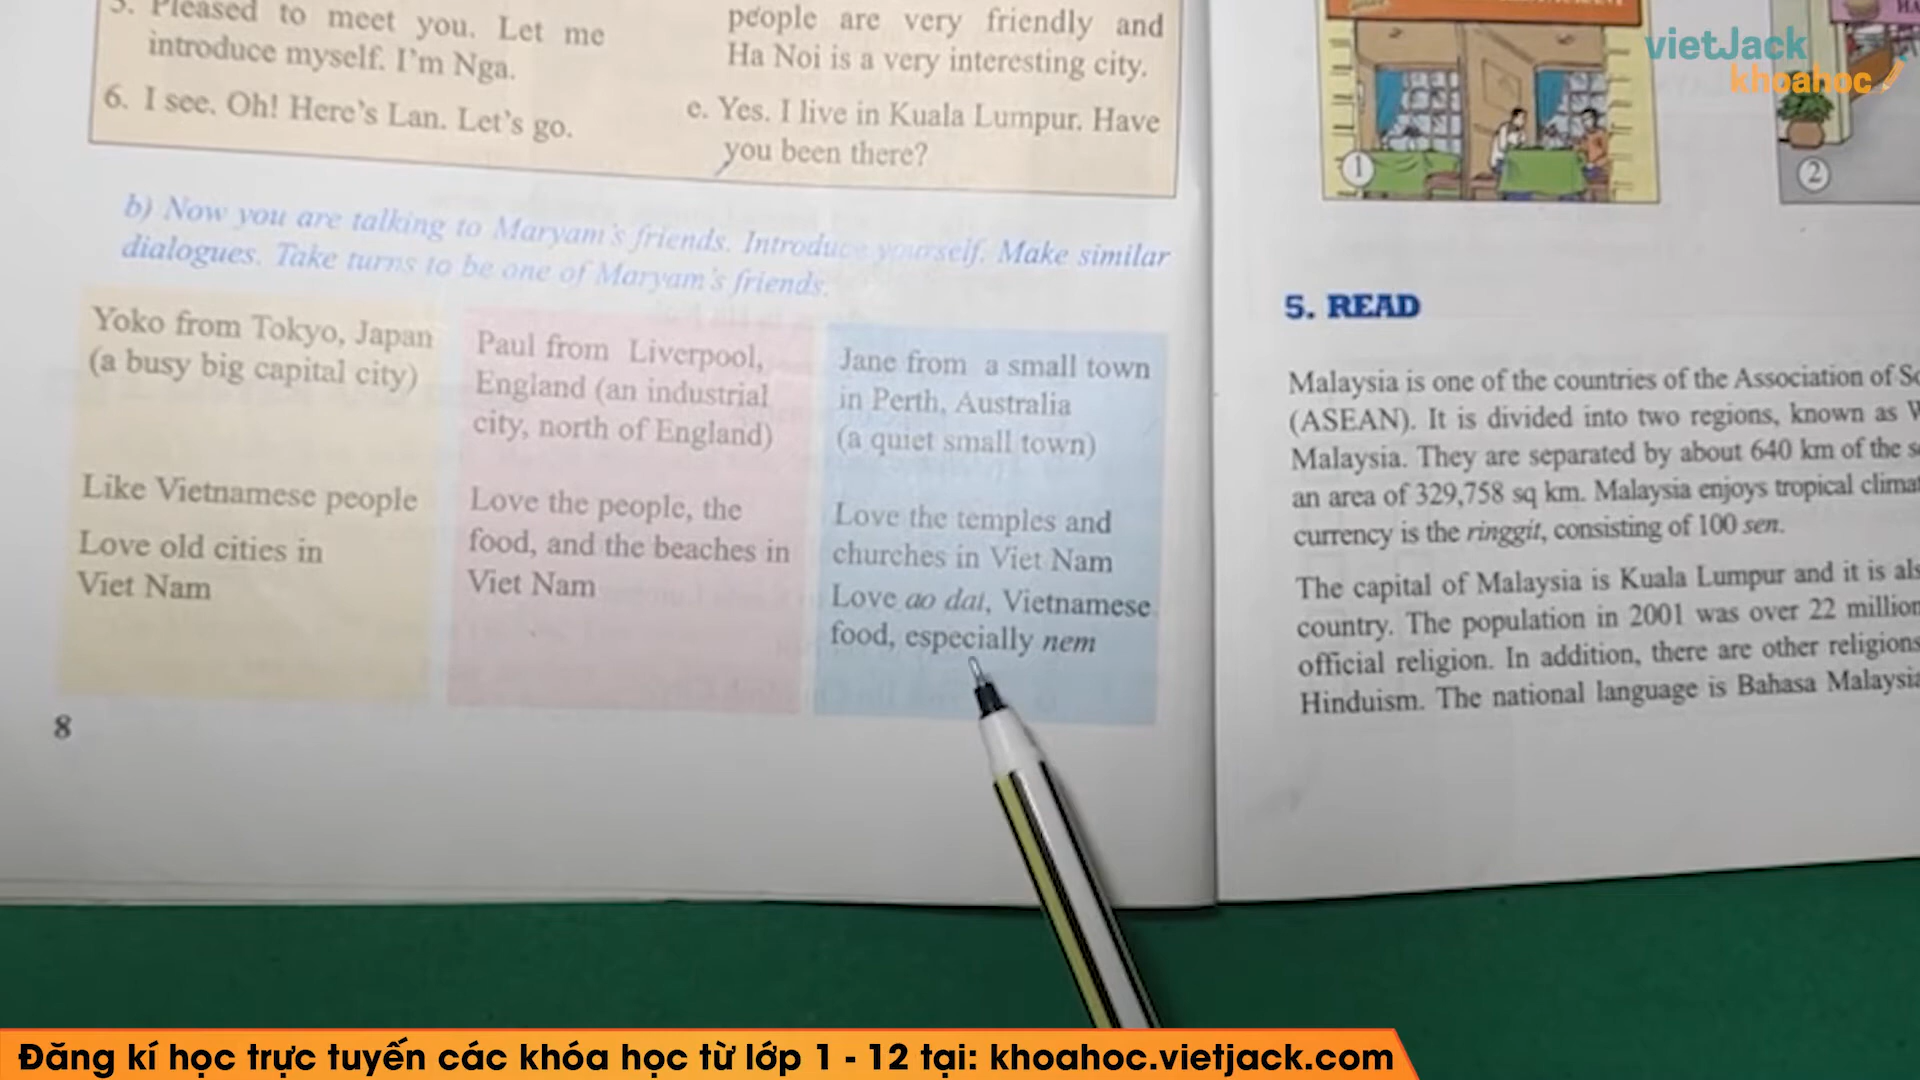 5. Pleased to meet you. Let me
introduce myself. I'm Nga.
6. I see. Oh! Here's Lan. Let's go.
people are very friendly and
Ha Noi is a very interesting city.
e. Yes. I live in Kuala Lumpur. Have
you been there?
b) Now you are talking to Maryam's friends. Introduce yourself. Make similar
dialogues. Take turns to be one of Maryam's friends.
Yoko from Tokyo, Japan
(a busy big capital city)
Like Vietnamese people
Love old cities in
Viet Nam
Paul from Liverpool,
England (an industrial
city, north of England)
Love the people, the
food, and the beaches in
Viet Nam
Jane from a small town
in Perth, Australia
(a quiet small town)
Love the temples and
churches in Viet Nam
Love ao dai, Vietnamese
food, especially nem
8
1
2
vietJack
khoahoc
5. READ
Malaysia is one of the countries of the Association of
(ASEAN). It is divided into two regions, known as
Malaysia. They are separated by about 640 km of the
an area of 329,758 sq km. Malaysia enjoys tropical
currency is the ringgit, consisting of 100 sen.
The capital of Malaysia is Kuala Lumpur and it is
country. The population in 2001 was over 22 million
official religion. In addition, there are other religions
Hinduism. The national language is Bahasa Malaysia
Đăng kí học trực tuyến các khóa học từ lớp 1 - 12 tại: khoahoc.vietjack.com